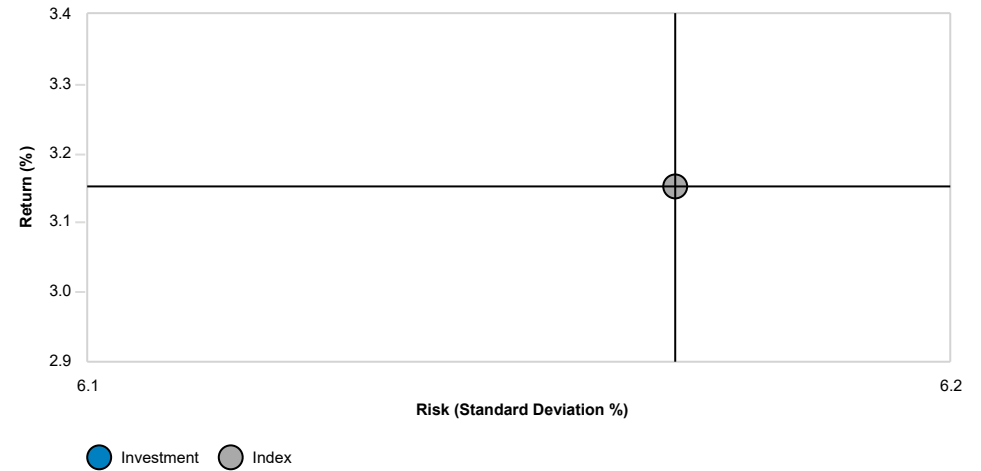 3.4
3.3
3.2
3.1
3.0
2.9
Return (%)
6.1 6.2
Risk (Standard Deviation %)
Investment Index